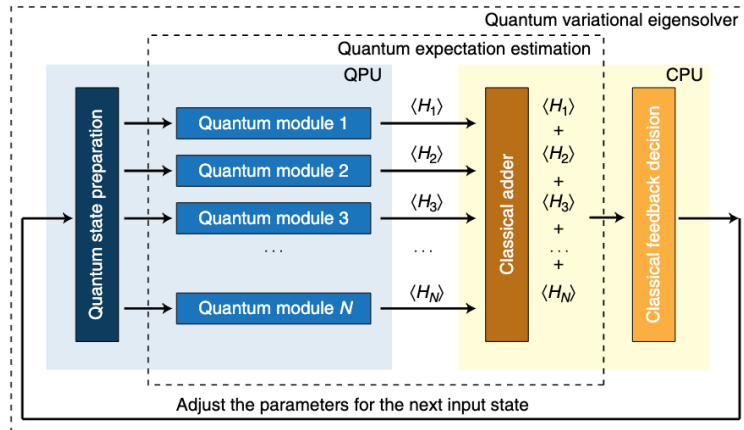 Quantum variational eigensolver
Quantum expectation estimation
QPU
CPU
Quantum state preparation
Quantum module 1
Quantum module 2
Quantum module 3
...
Quantum module N
⟨H₁⟩
⟨H₂⟩
⟨H₃⟩
...
⟨Hₙ⟩
Classical adder
⟨H₁⟩
+
⟨H₂⟩
+
⟨H₃⟩
+
...
+
⟨Hₙ⟩
Classical feedback decision
Adjust the parameters for the next input state